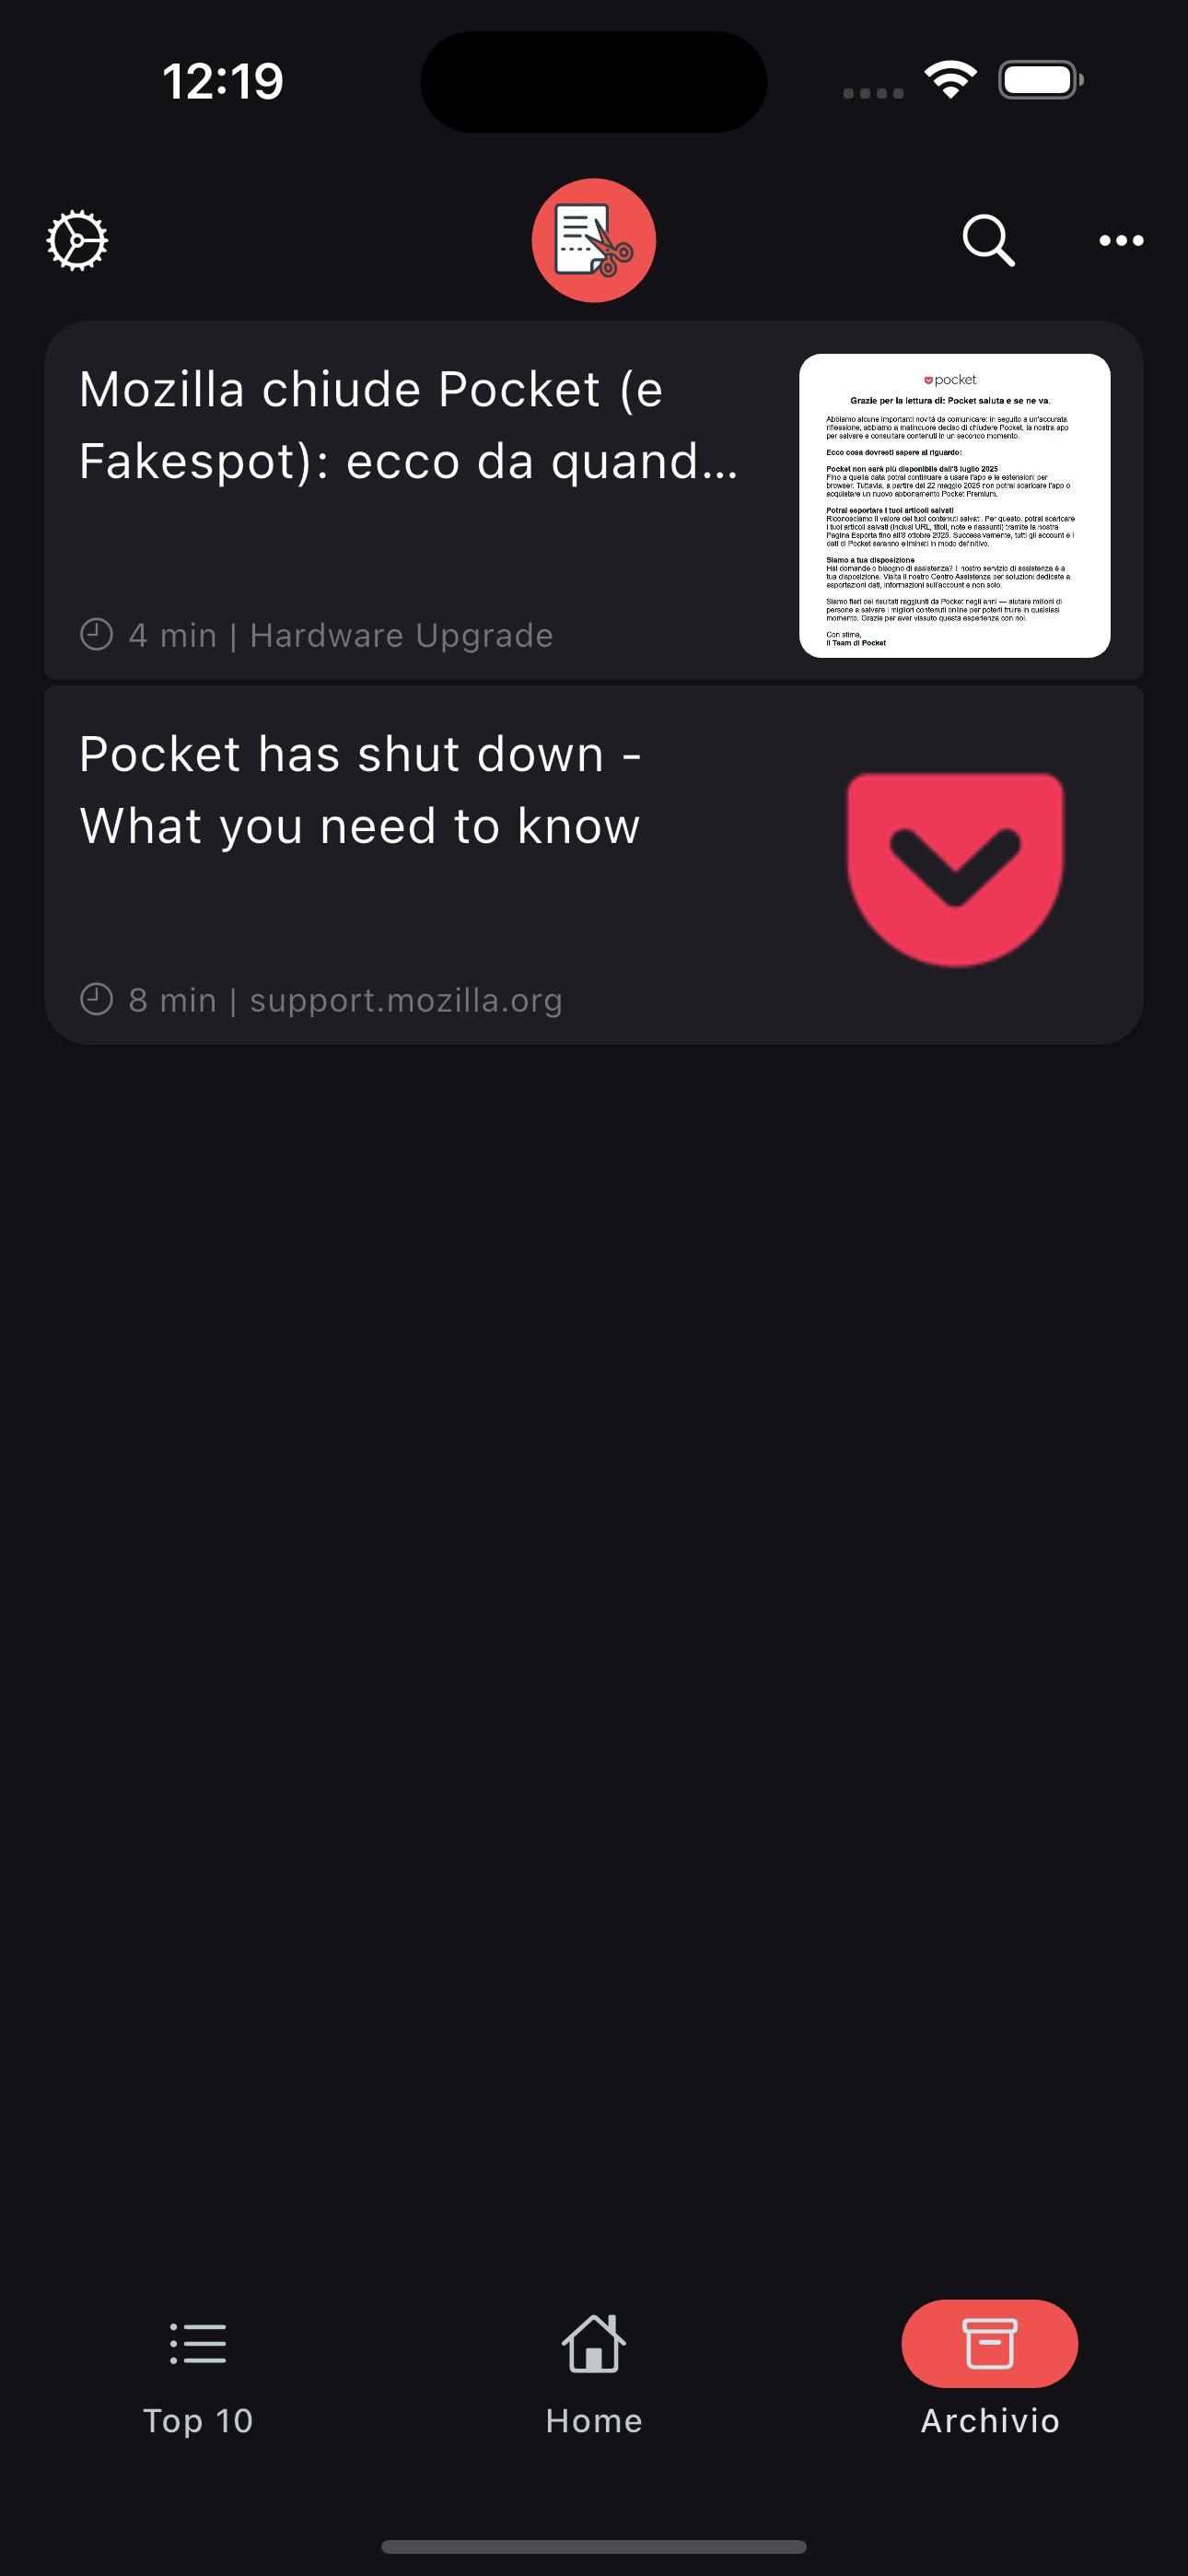 12:19
Mozilla chiude Pocket (e
Fakespot): ecco da quand...
4 min | Hardware Upgrade
pocket
Grazie per la lettura di: Pocket saluta e se ne va.
Abbiamo alcune importanti novità da comunicare: in seguito a un'accurata
riflessione, abbiamo a malincuore deciso di chiudere Pocket, la nostra app
per salvare e consultare contenuti in un secondo momento.
Ecco cosa dovresti sapere al riguardo:
Pocket non sarà più disponibile dall'8 luglio 2025
Fino a quella data potrai continuare a usare l'app e le estensioni per
browser. Tuttavia, a partire dal 22 maggio 2025 non potrai scaricare l'app o
acquistare un nuovo abbonamento Pocket Premium.
Potrai esportare i tuoi articoli salvati
Riconosciamo il valore dei tuoi contenuti salvati. Per questo, potrai scaricare
i tuoi articoli salvati (inclusi URL, titoli, note e riassunti) tramite la nostra
Pagina Esporta fino all'8 ottobre 2025. Successivamente, tutti gli account e i
dati di Pocket saranno eliminati in modo definitivo.
Siamo a tua disposizione
Hai domande o bisogno di assistenza? Il nostro servizio di assistenza è a
tua disposizione. Visita il nostro Centro Assistenza per soluzioni dedicate a
esportazioni dati, informazioni sull'account e non solo.
Siamo fieri dei risultati raggiunti da Pocket negli anni — aiutare milioni di
persone a salvare i migliori contenuti online per poterli fruire in qualsiasi
momento. Grazie per aver vissuto questa esperienza con noi.
Con stima,
Il Team di Pocket
Pocket has shut down -
What you need to know
8 min | support.mozilla.org
Top 10
Home
Archivio